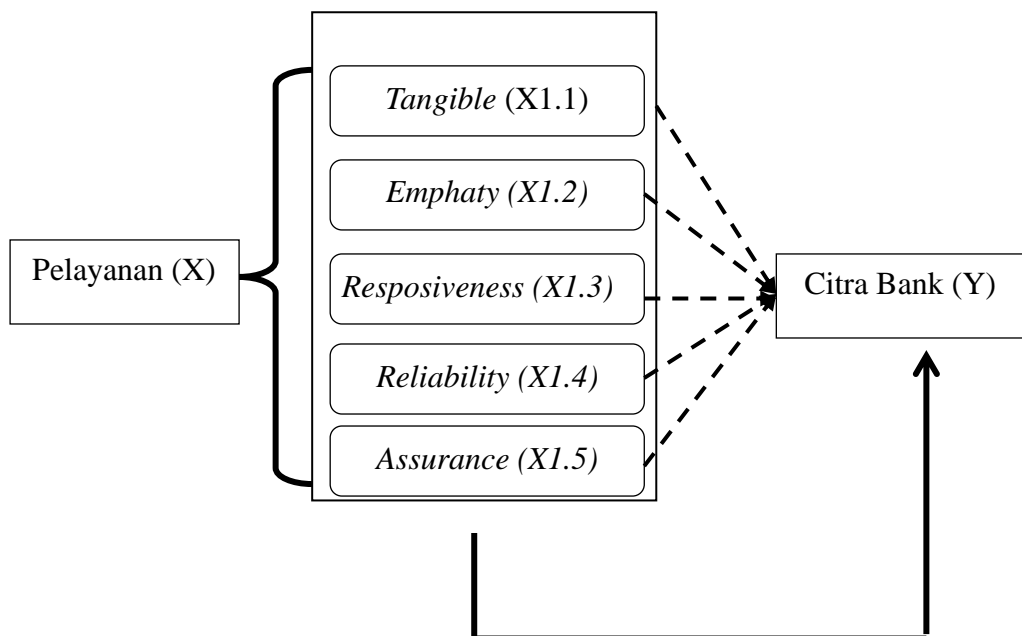 Tangible (X1.1)
Emphaty (X1.2)
Pelayanan (X)
Resposiveness (X1.3)
Citra Bank (Y)
Reliability (X1.4)
Assurance (X1.5)